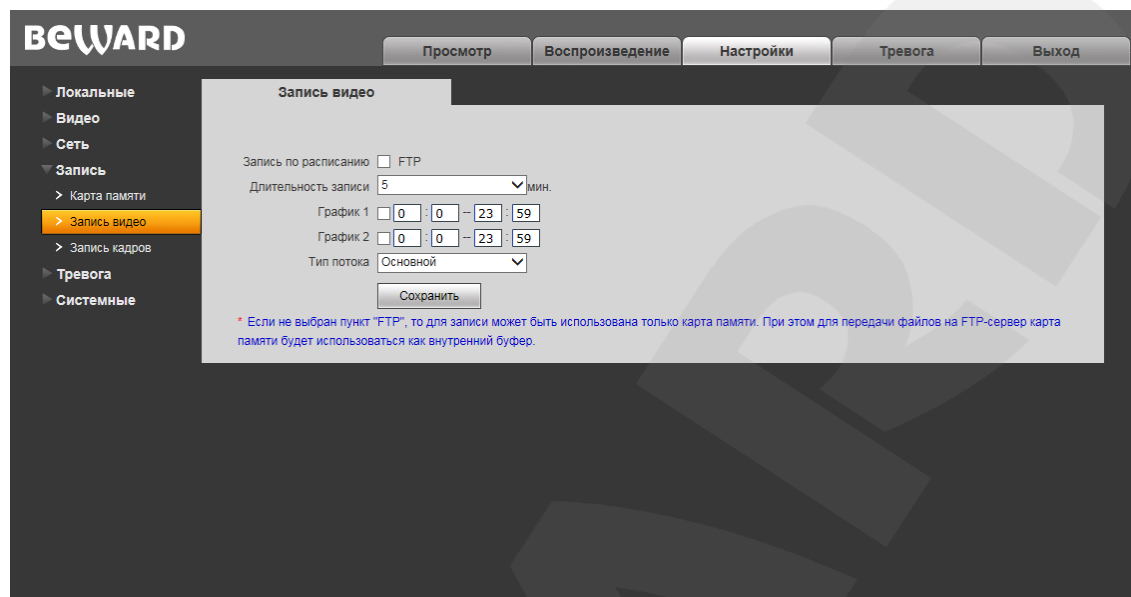 BEWARD
Просмотр Воспроизведение Настройки Тревога Выход
Локальные
Видео
Сеть
Запись
Карта памяти
Запись видео
Запись кадров
Тревога
Системные
Запись видео
Запись по расписанию FTP
Длительность записи 5 мин.
График 1 0 : 0 -- 23 : 59
График 2 0 : 0 -- 23 : 59
Тип потока Основной
Сохранить
* Если не выбран пункт "FTP", то для записи может быть использована только карта памяти. При этом для передачи файлов на FTP-сервер карта
памяти будет использоваться как внутренний буфер.